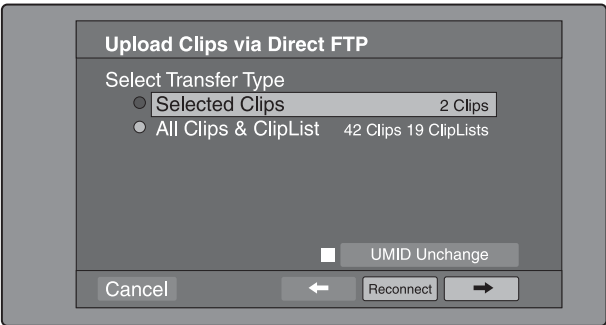 Upload Clips via Direct FTP
Select Transfer Type
Selected Clips 2 Clips
All Clips & ClipList 42 Clips 19 ClipLists
UMID Unchange
Cancel Reconnect